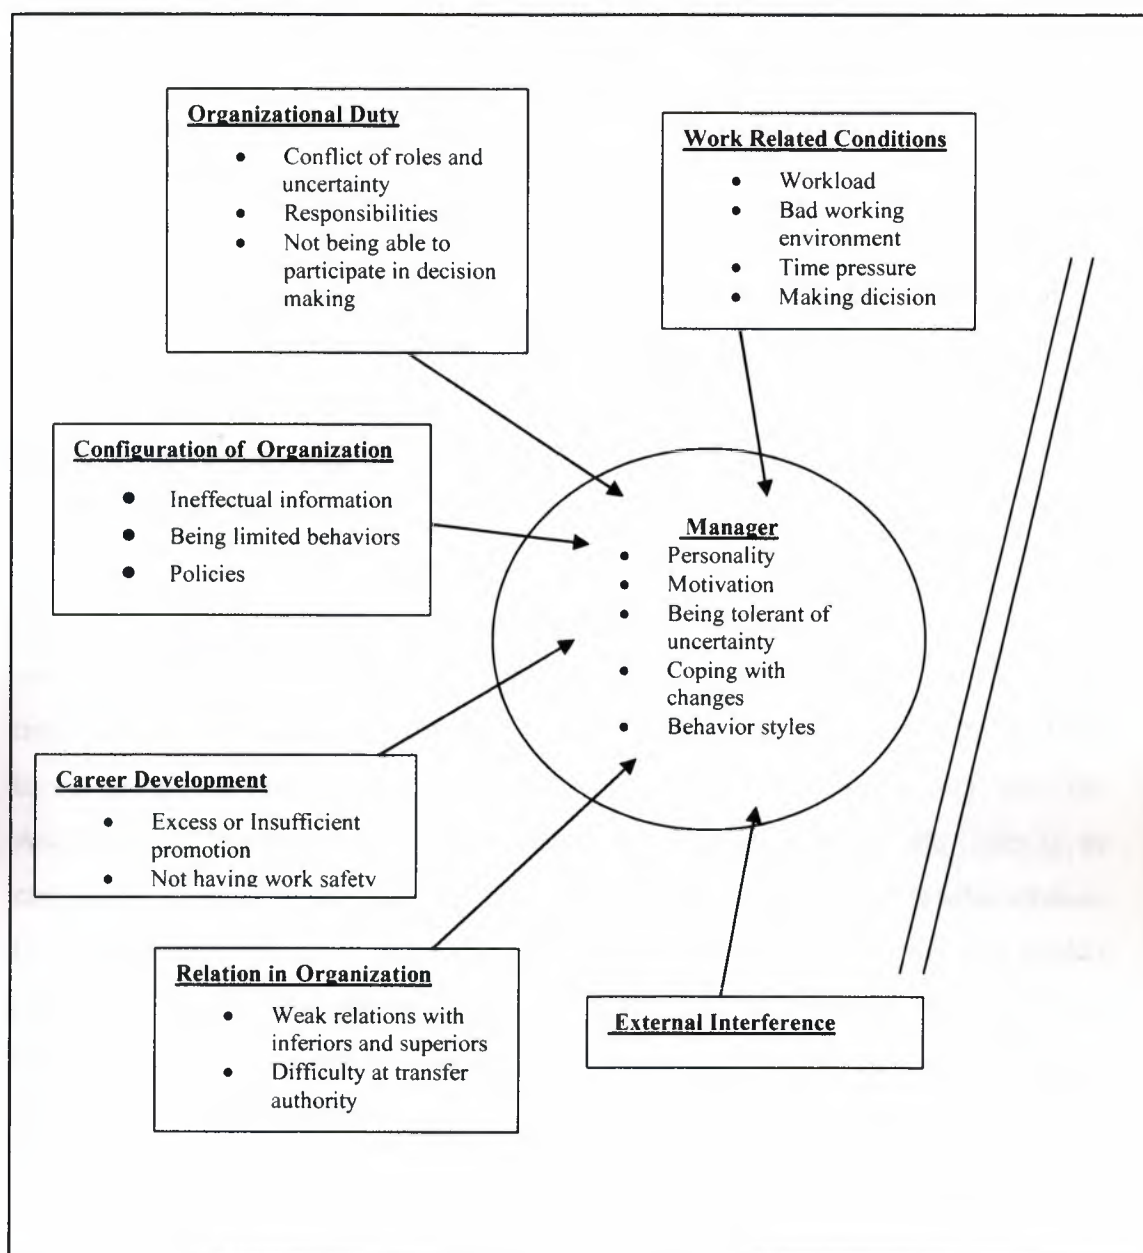 Organizational Duty
• Conflict of roles and
uncertainty
• Responsibilities
• Not being able to
participate in decision
making
Work Related Conditions
• Workload
• Bad working
environment
• Time pressure
• Making dicision
Configuration of Organization
• Ineffectual information
• Being limited behaviors
• Policies
Manager
• Personality
• Motivation
• Being tolerant of
uncertainty
• Coping with
changes
• Behavior styles
Career Development
• Excess or Insufficient
promotion
• Not having work safety
Relation in Organization
• Weak relations with
inferiors and superiors
• Difficulty at transfer
authority
External Interference